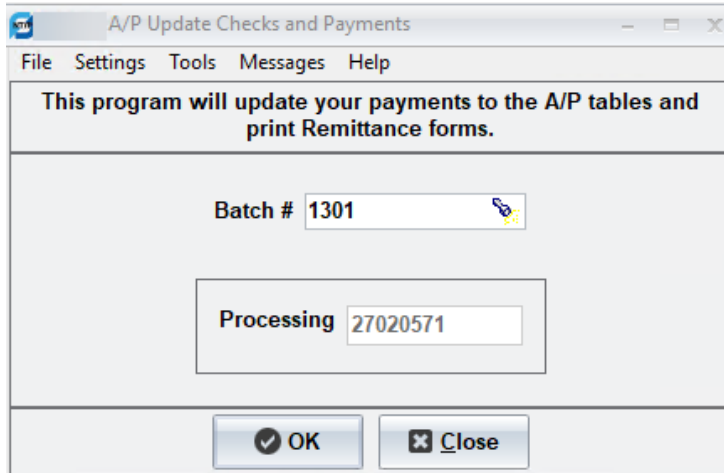 A/P Update Checks and Payments
File Settings Tools Messages Help
This program will update your payments to the A/P tables and
print Remittance forms.
Batch # 1301
Processing 27020571
OK Close